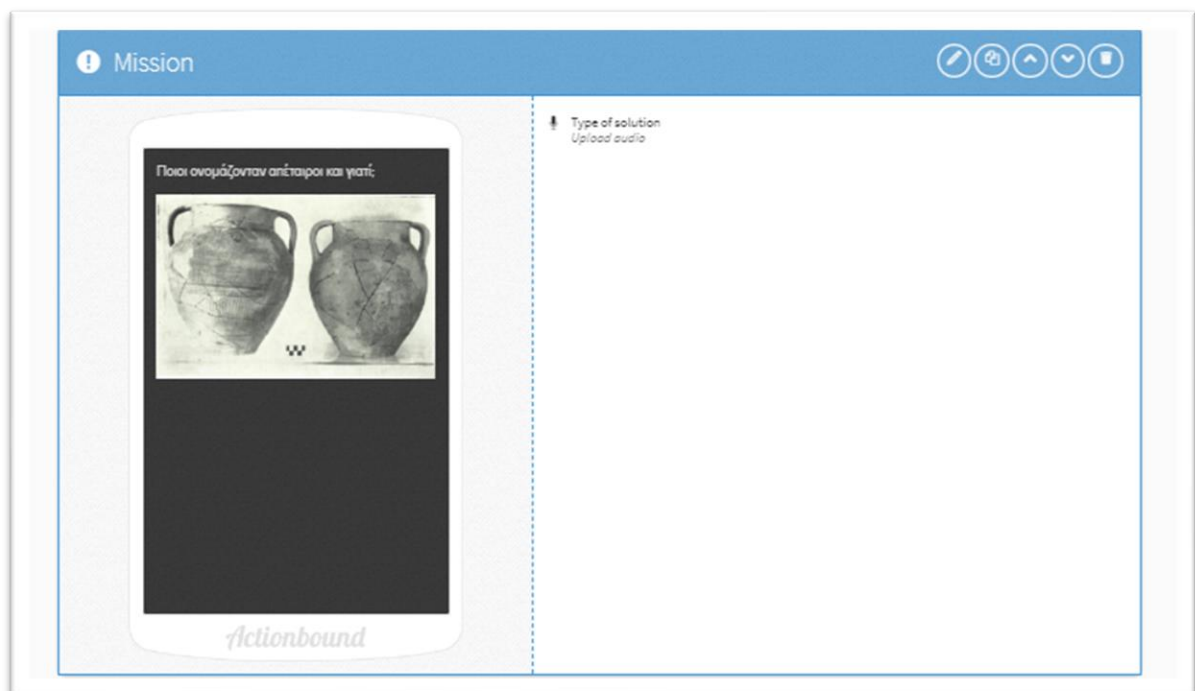 Mission
Ποιοι ονομάζονταν απέταιροι και γιατί;
Actionbound
Type of solution
Upload audio